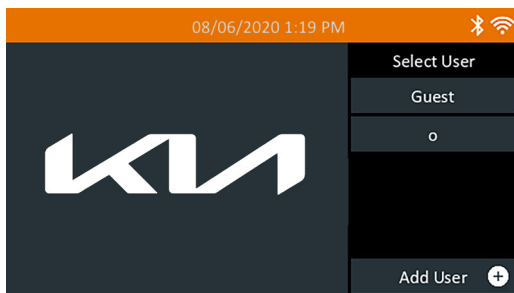 08/06/2020 1:19 PM
Select User
KIA
Guest
o
Add User